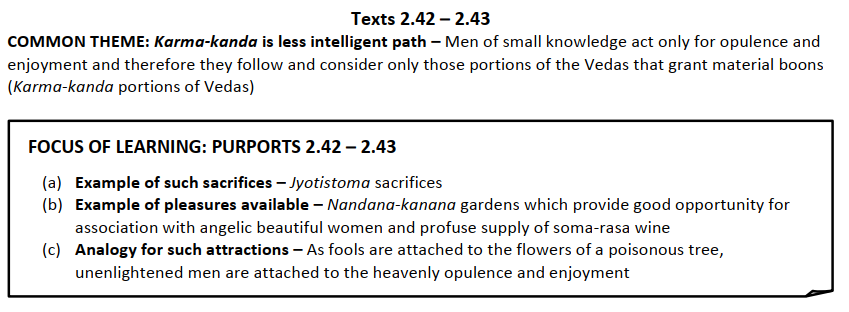 Texts 2.42 – 2.43
COMMON THEME: Karma-kanda is less intelligent path – Men of small knowledge act only for opulence and
enjoyment and therefore they follow and consider only those portions of the Vedas that grant material boons
(Karma-kanda portions of Vedas)
FOCUS OF LEARNING: PURPORTS 2.42 – 2.43
(a) Example of such sacrifices – Jyotistoma sacrifices
(b) Example of pleasures available – Nandana-kanana gardens which provide good opportunity for
association with angelic beautiful women and profuse supply of soma-rasa wine
(c) Analogy for such attractions – As fools are attached to the flowers of a poisonous tree,
unenlightened men are attached to the heavenly opulence and enjoyment